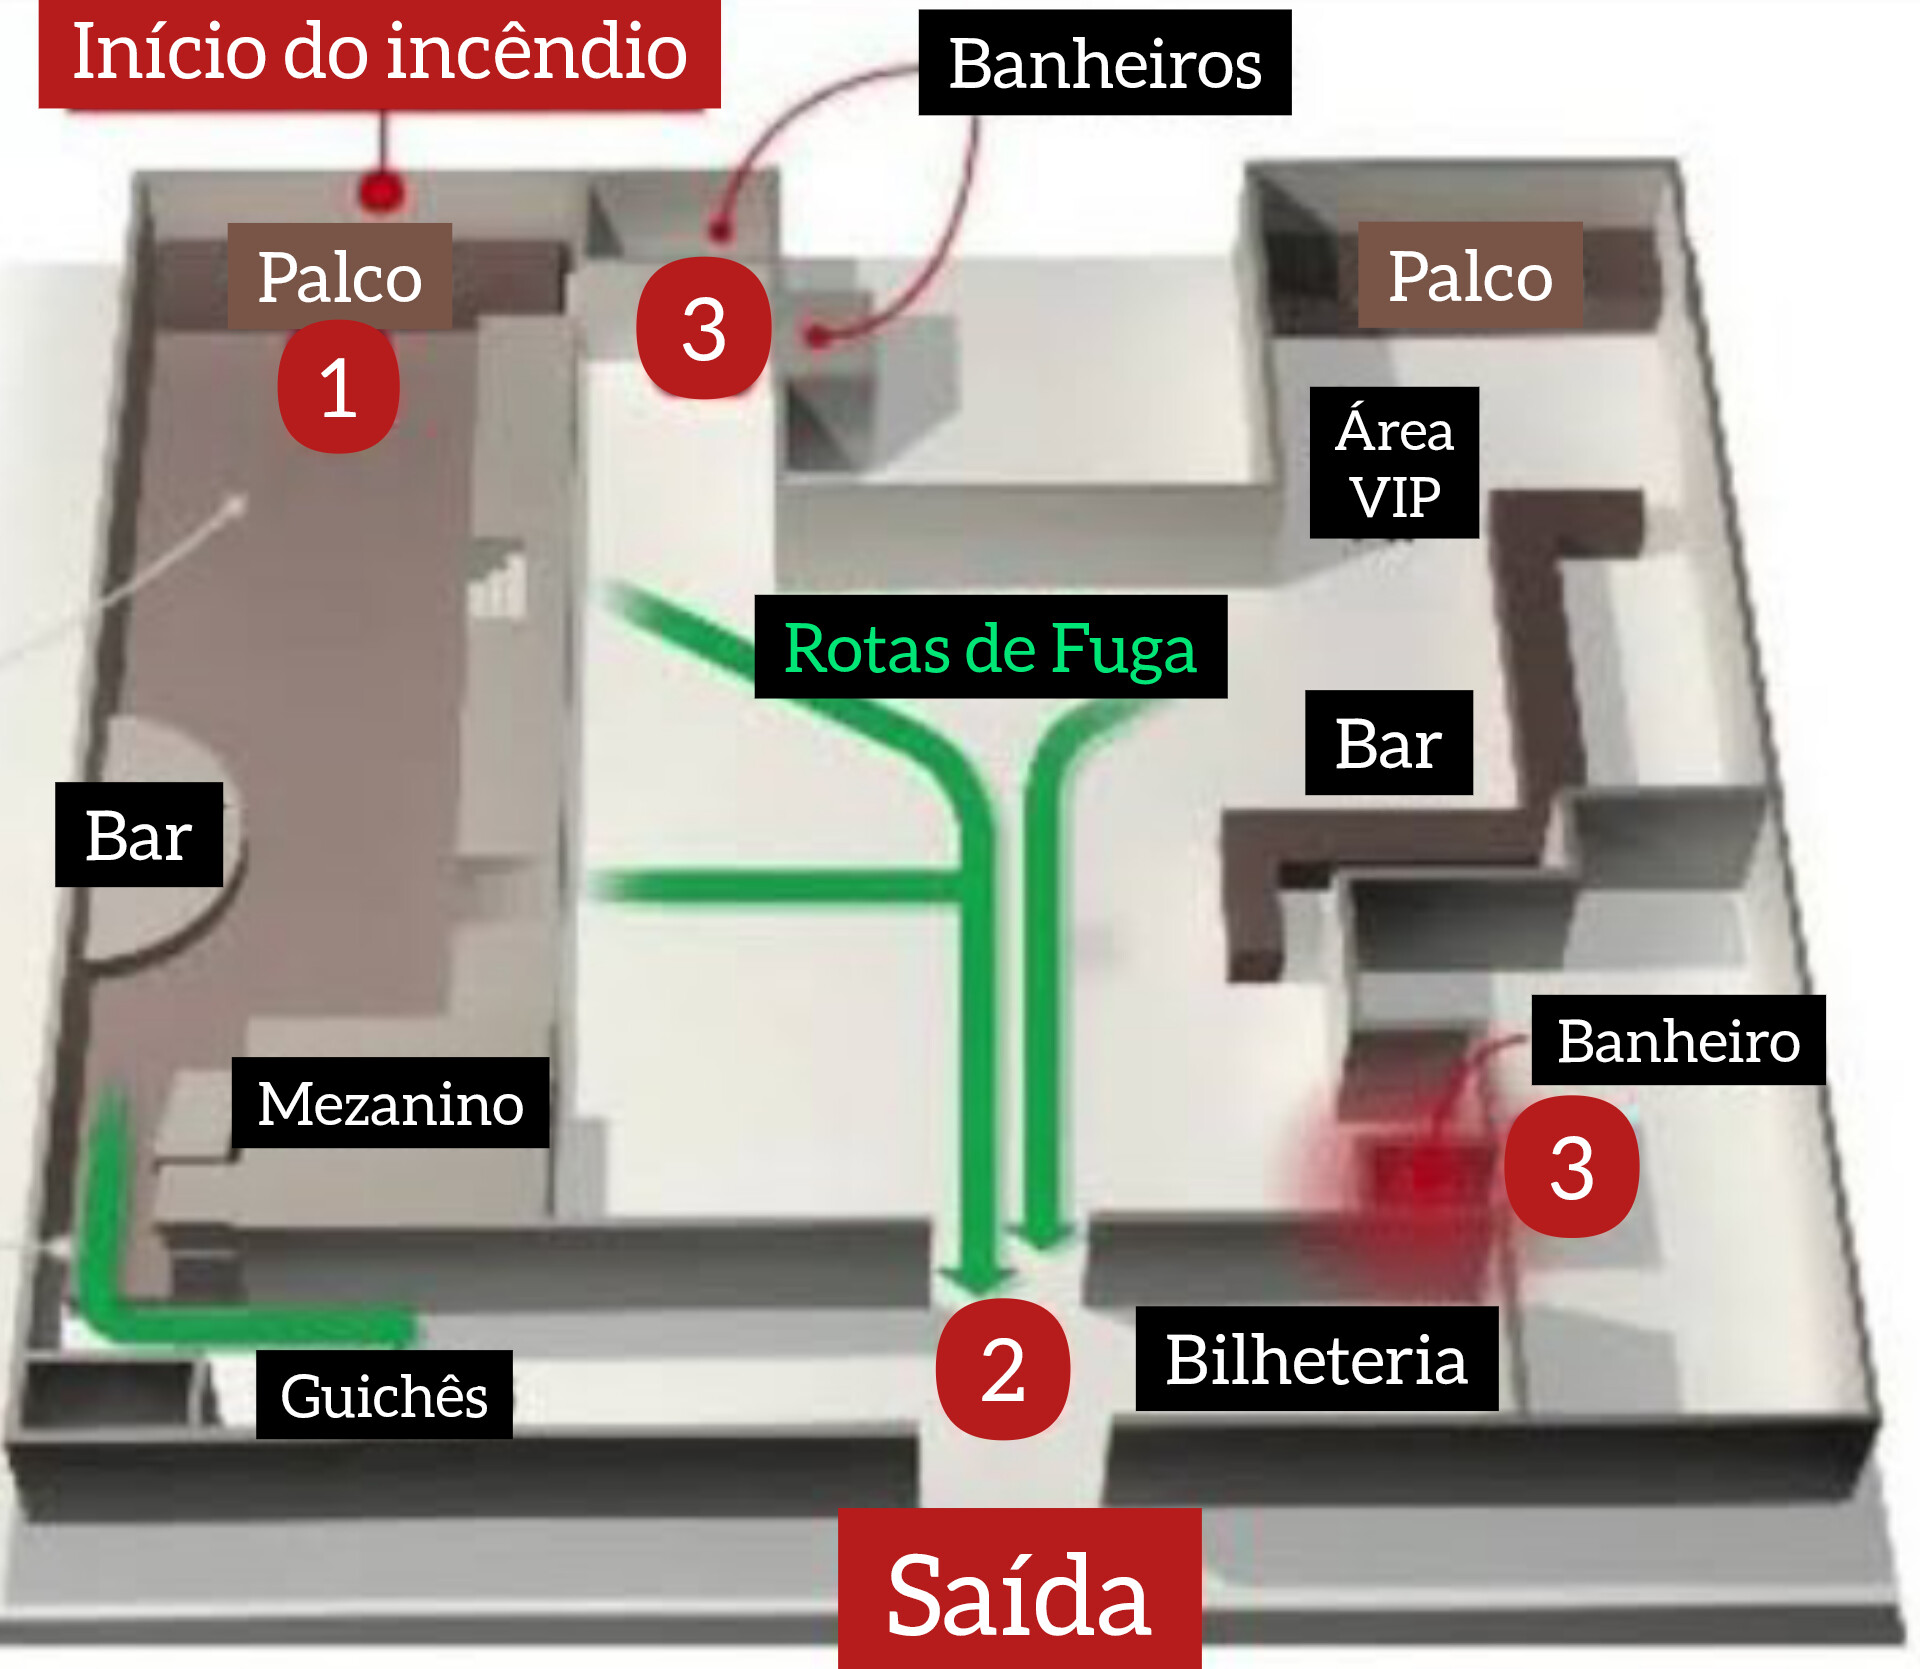 Início do incêndio
Banheiros
Palco
Palco
1
3
Área
VIP
Rotas de Fuga
Bar
Bar
Banheiro
Mezanino
3
2
Bilheteria
Guichês
Saída